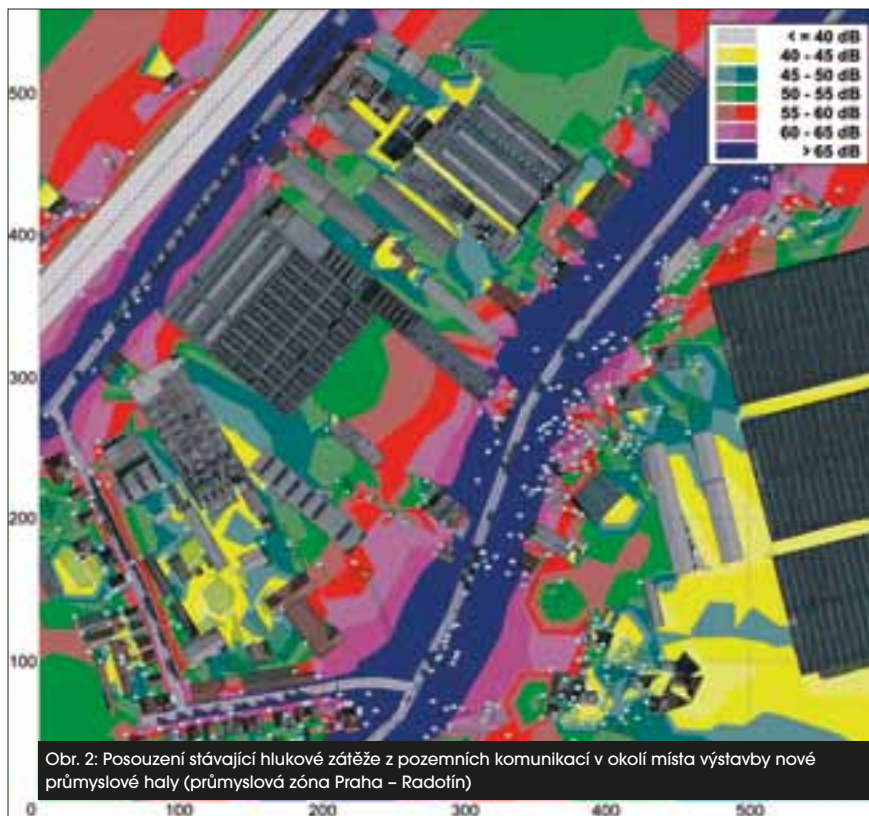 < = 40 dB
40 - 45 dB
45 - 50 dB
50 - 55 dB
55 - 60 dB
60 - 65 dB
> 65 dB
500
400
300
200
100
0
100
200
300
400
500
Obr. 2: Posouzení stávající hlukové zátěže z pozemních komunikací v okolí místa výstavby nové
průmyslové haly (průmyslová zóna Praha – Radotín)